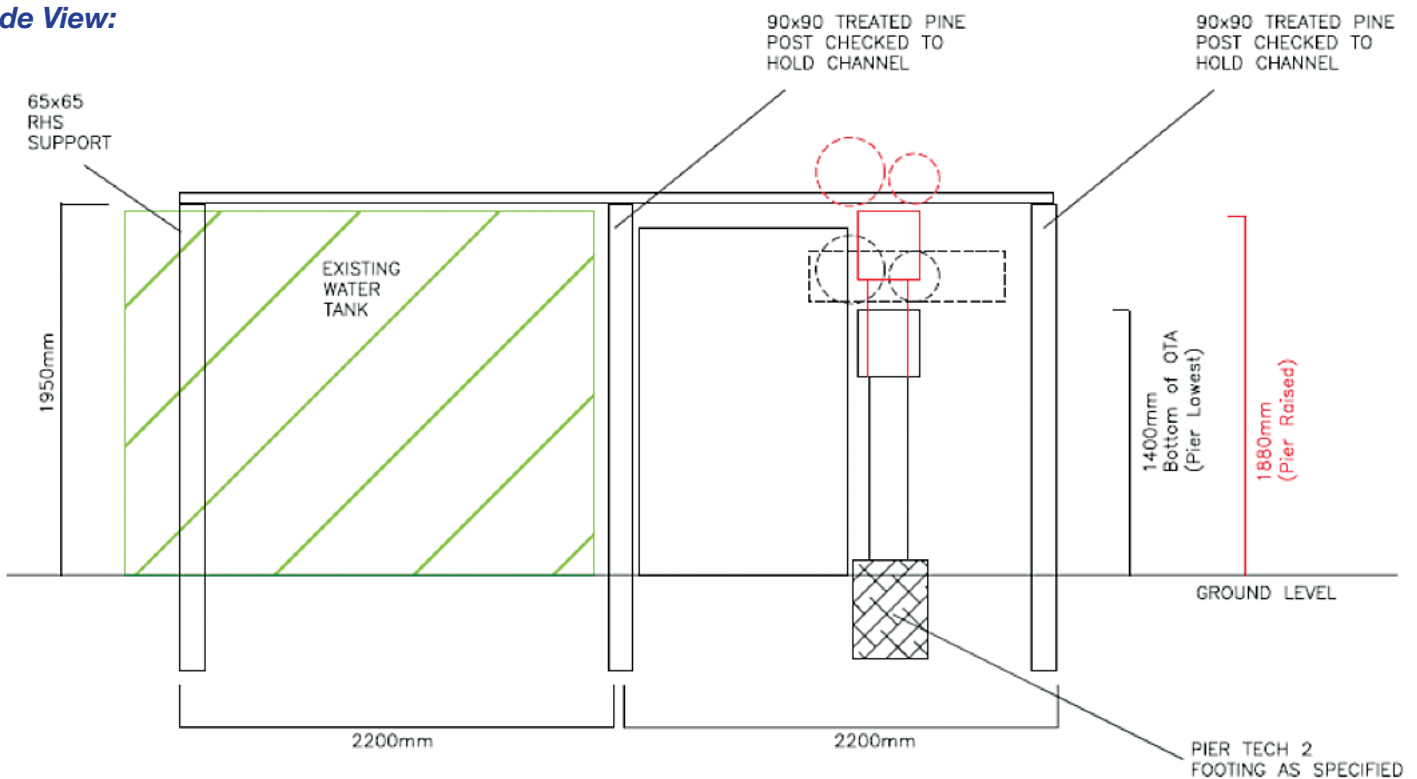 de View:
90x90 TREATED PINE
POST CHECKED TO
HOLD CHANNEL
90x90 TREATED PINE
POST CHECKED TO
HOLD CHANNEL
65x65
RHS
SUPPORT
EXISTING
WATER
TANK
1950mm
1400mm
Bottom of OTA
(Pier Lowest)
1880mm
(Pier Raised)
GROUND LEVEL
2200mm
2200mm
PIER TECH 2
FOOTING AS SPECIFIED